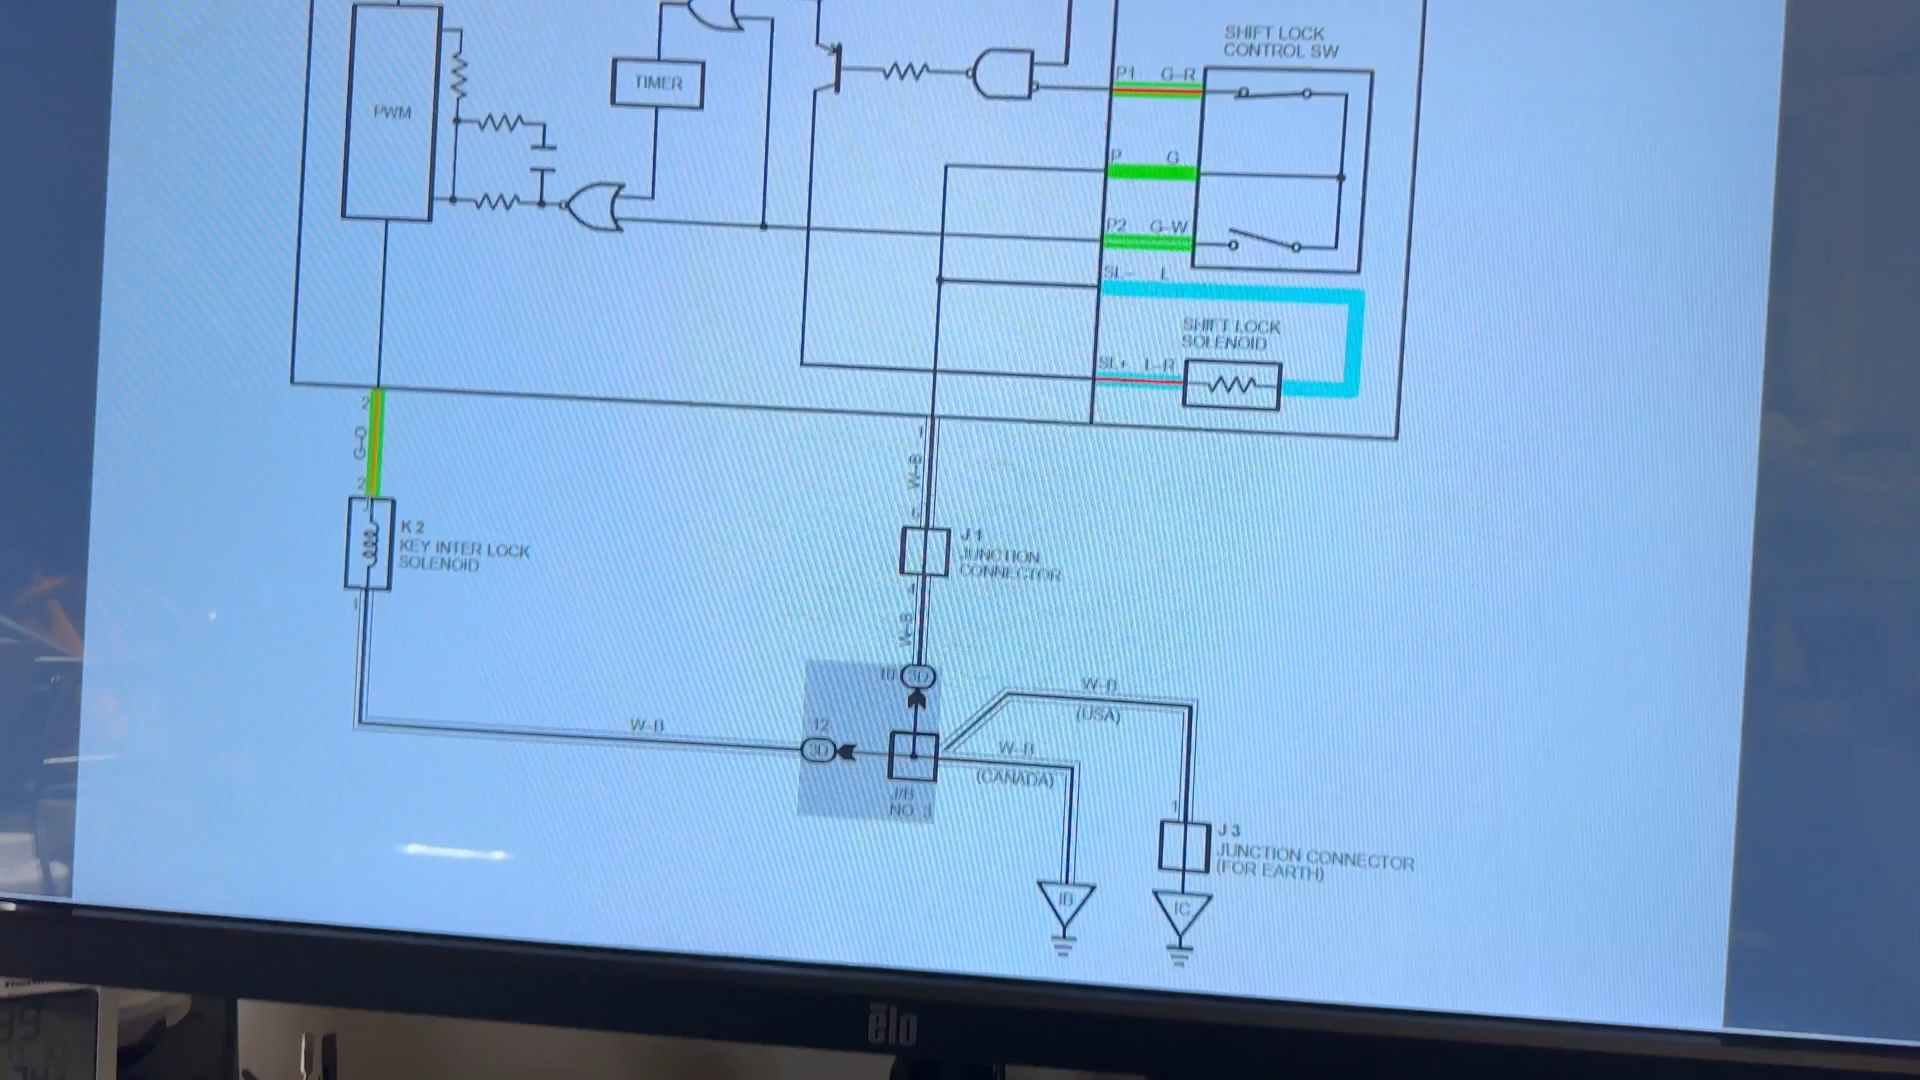 SHIFT LOCK
CONTROL SW
PWM
TIMER
P1 G-R
P G
P2 G-W
SL- L
SHIFT LOCK
SOLENOID
SL+ L-R
2
G-O
2
1
W-B
6
K 2
KEY INTER LOCK
SOLENOID
1
J 1
JUNCTION
CONNECTOR
4
W-B
10 3D
W-B
12
3D
W-B
(USA)
W-B
(CANADA)
J/B
NO. 3
1
J 3
JUNCTION CONNECTOR
(FOR EARTH)
IB
IC
elo